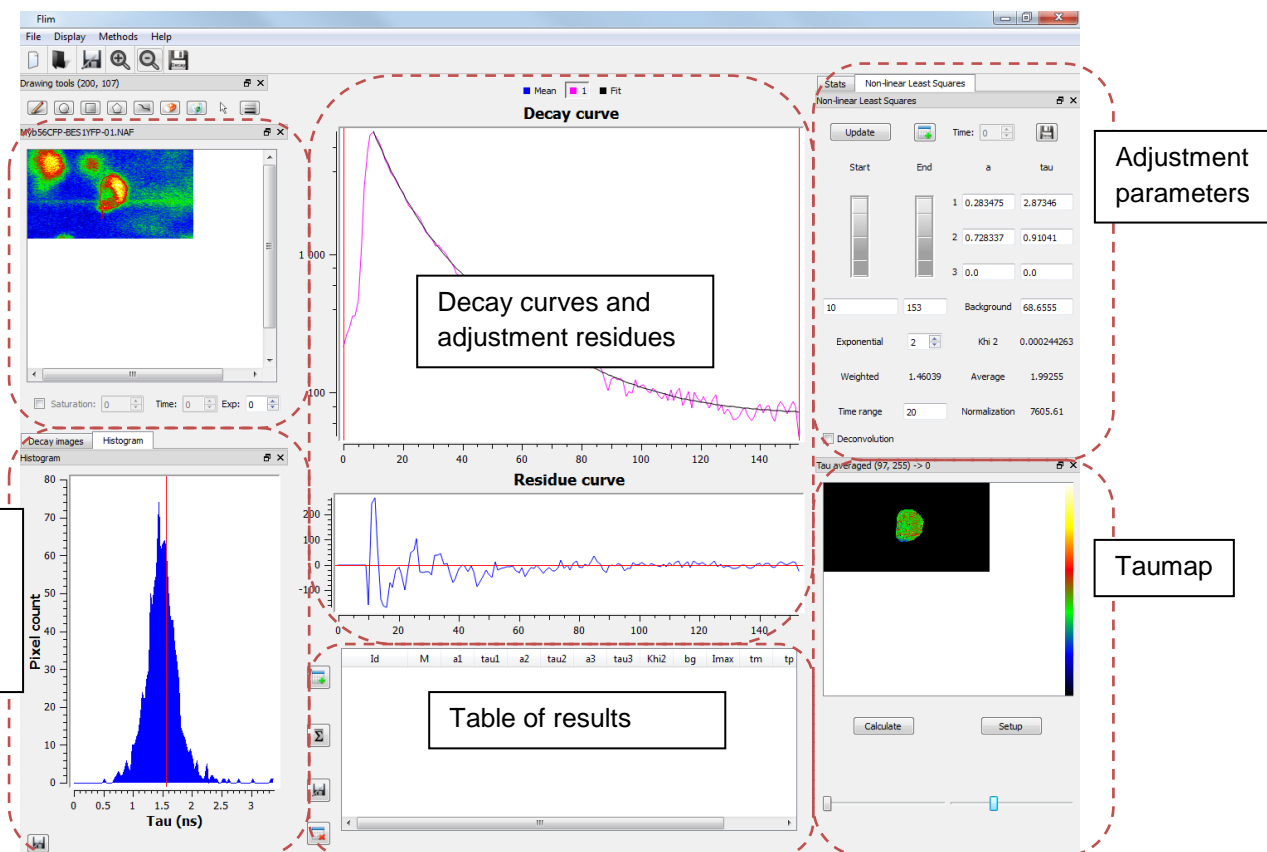 Flim
File Display Methods Help
Drawing tools (200, 107)
Myb56CFP-BES1YFP-01.NAF
Saturation: 0 Time: 0 Exp: 0
Decay images Histogram
Histogram
80
70
60
50
40
30
20
10
0
Pixel count
0 0.5 1 1.5 2 2.5 3
Tau (ns)
Mean 1 Fit
Decay curve
1 000
100
0 20 40 60 80 100 120 140
Decay curves and
adjustment residues
Residue curve
200
100
0
-100
0 20 40 60 80 100 120 140
Id M a1 tau1 a2 tau2 a3 tau3 Khi2 bg Imax tm tp
Σ
Table of results
Stats Non-linear Least Squares
Non-linear Least Squares
Update Time: 0
Start End a tau
1 0.283475 2.87346
2 0.728337 0.91041
3 0.0 0.0
10 153 Background 68.6555
Exponential 2 Khi 2 0.000244263
Weighted 1.46039 Average 1.99255
Time range 20 Normalization 7605.61
Deconvolution
Tau averaged (97, 255) -> 0
Calculate Setup
Adjustment
parameters
Taumap